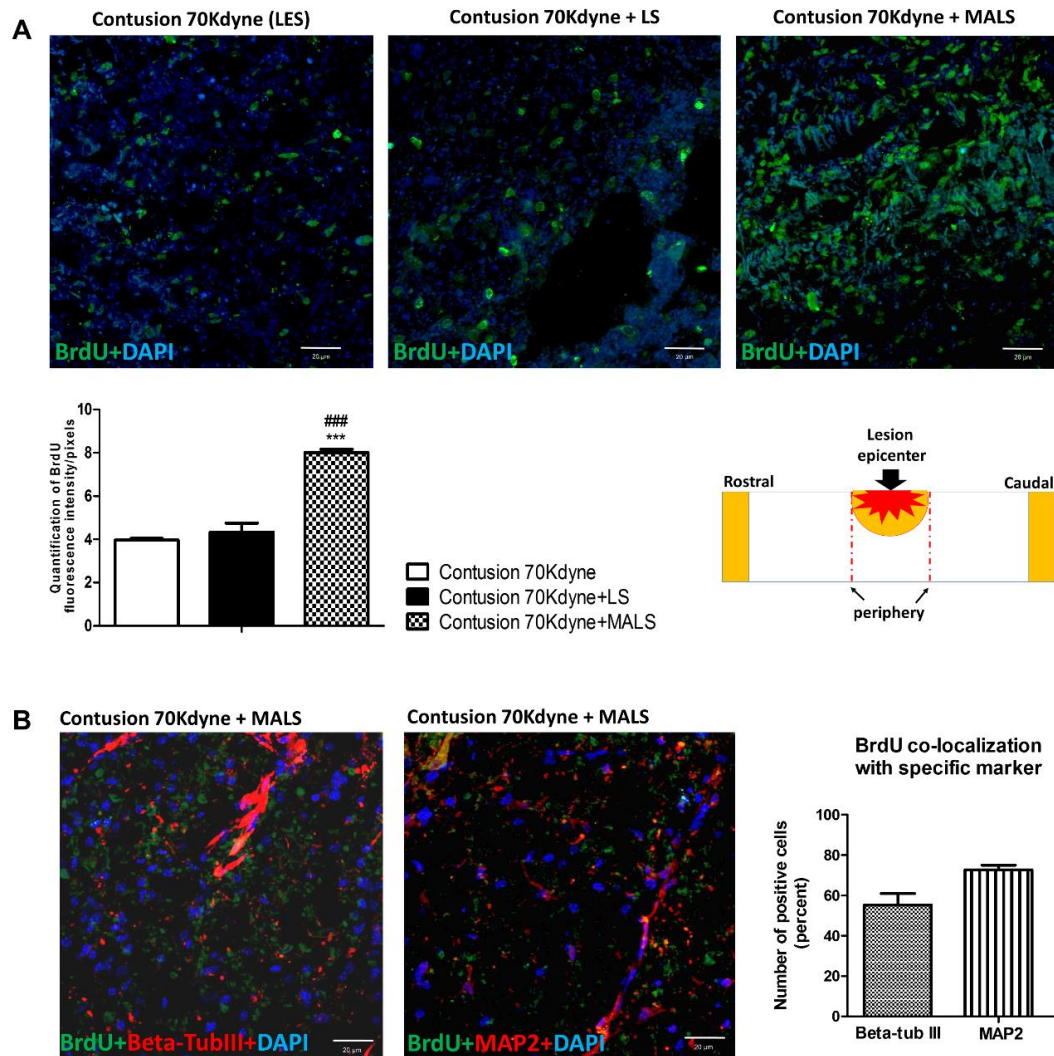 A
Contusion 70Kdyne (LES)
Contusion 70Kdyne + LS
Contusion 70Kdyne + MALS
BrdU+DAPI
20 µm
BrdU+DAPI
20 µm
BrdU+DAPI
20 µm
Quantification of BrdU
fluorescence intensity/pixels
10
8
6
4
2
0
###
***
Contusion 70Kdyne
Contusion 70Kdyne+LS
Contusion 70Kdyne+MALS
Lesion
epicenter
Rostral
Caudal
periphery
B
Contusion 70Kdyne + MALS
Contusion 70Kdyne + MALS
BrdU+Beta-TubIII+DAPI
20 µm
BrdU+MAP2+DAPI
20 µm
BrdU co-localization
with specific marker
Number of positive cells
(percent)
100
80
60
40
20
0
Beta-tub III
MAP2